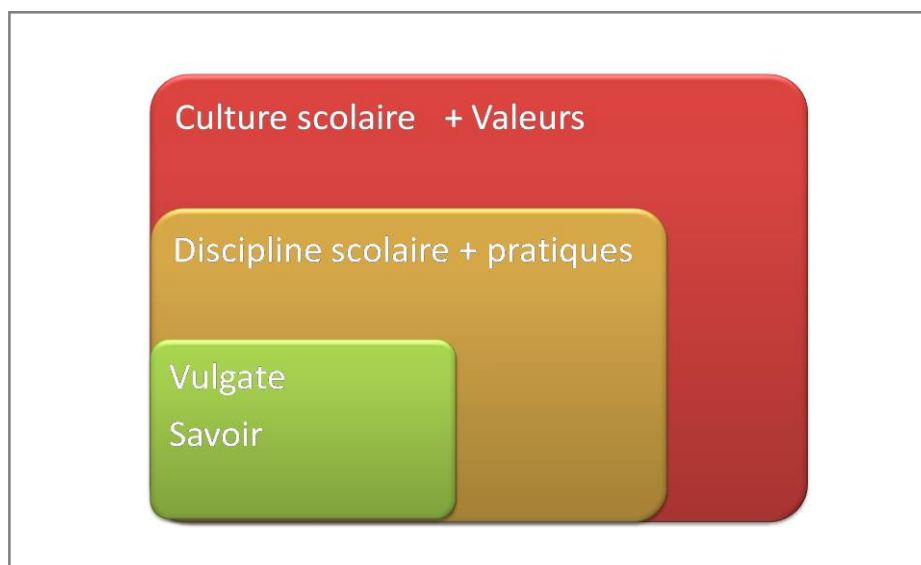 Culture scolaire + Valeurs
Discipline scolaire + pratiques
Vulgate
Savoir